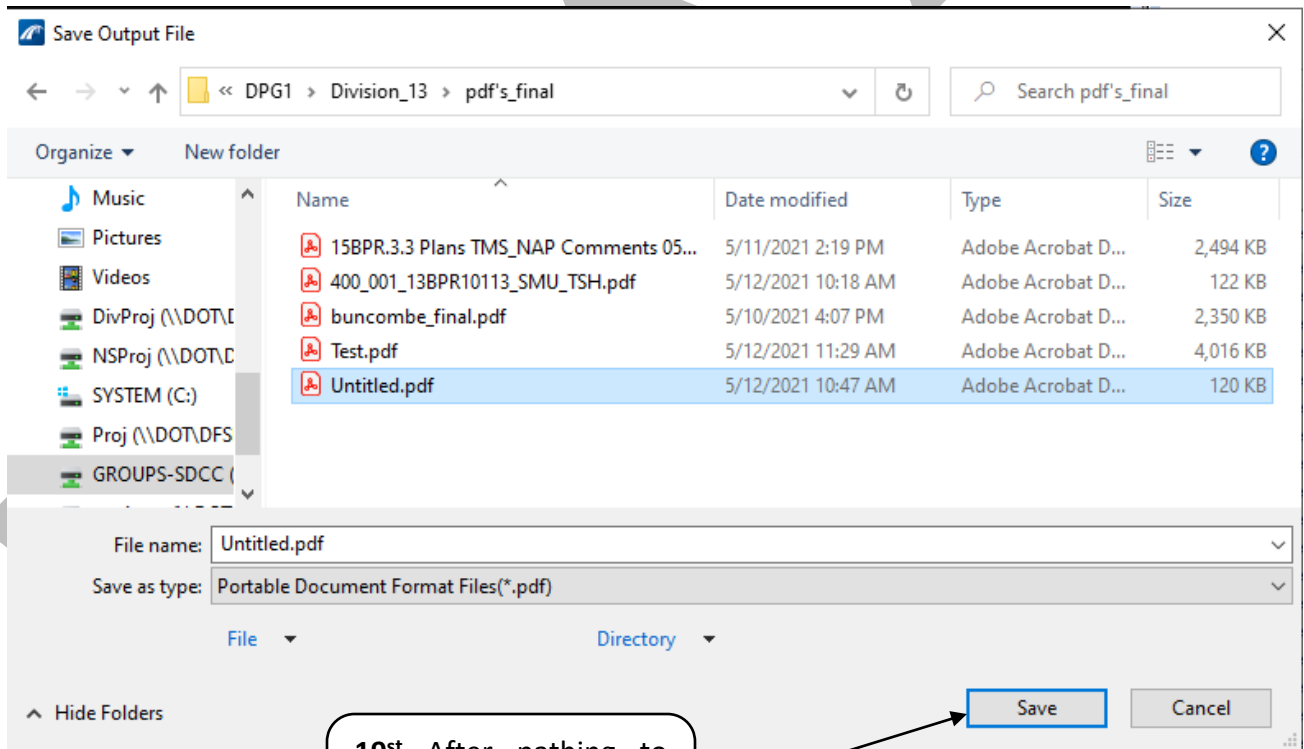 Save Output File
« DPG1 › Division_13 › pdf's_final
Search pdf's_final
Organize New folder
Name Date modified Type Size
Music
Pictures
Videos
DivProj (\\DOT\
NSProj (\\DOT\
SYSTEM (C:)
Proj (\\DOT\DFS
GROUPS-SDCC (
15BPR.3.3 Plans TMS_NAP Comments 05... 5/11/2021 2:19 PM Adobe Acrobat D... 2,494 KB
400_001_13BPR10113_SMU_TSH.pdf 5/12/2021 10:18 AM Adobe Acrobat D... 122 KB
buncombe_final.pdf 5/10/2021 4:07 PM Adobe Acrobat D... 2,350 KB
Test.pdf 5/12/2021 11:29 AM Adobe Acrobat D... 4,016 KB
Untitled.pdf 5/12/2021 10:47 AM Adobe Acrobat D... 120 KB
File name: Untitled.pdf
Save as type: Portable Document Format Files(*.pdf)
File Directory
Hide Folders
Save Cancel
19st After pathing to